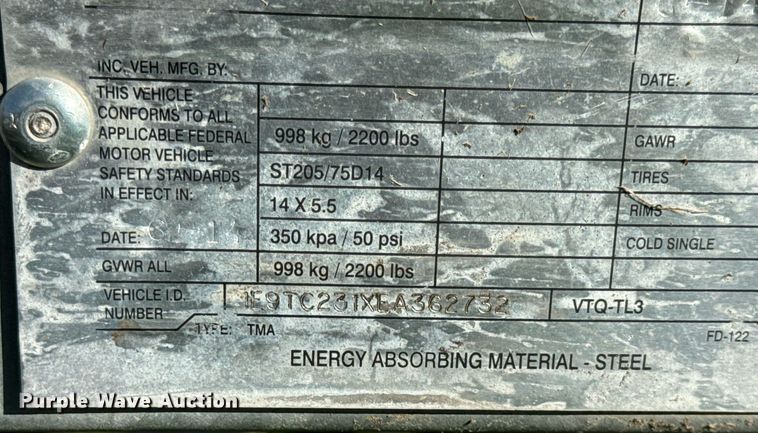 INC. VEH. MFG. BY:
DATE:
THIS VEHICLE
CONFORMS TO ALL
APPLICABLE FEDERAL
MOTOR VEHICLE
SAFETY STANDARDS
IN EFFECT IN:
998 kg / 2200 lbs
GAWR
ST205/75D14
TIRES
14 X 5.5
RIMS
DATE:
350 kpa / 50 psi
COLD SINGLE
GVWR ALL
998 kg / 2200 lbs
VEHICLE I.D.
NUMBER
1E9TC231XEA362732
VTQ-TL3
TYPE: TMA
FD-122
ENERGY ABSORBING MATERIAL - STEEL
Purple Wave Auction